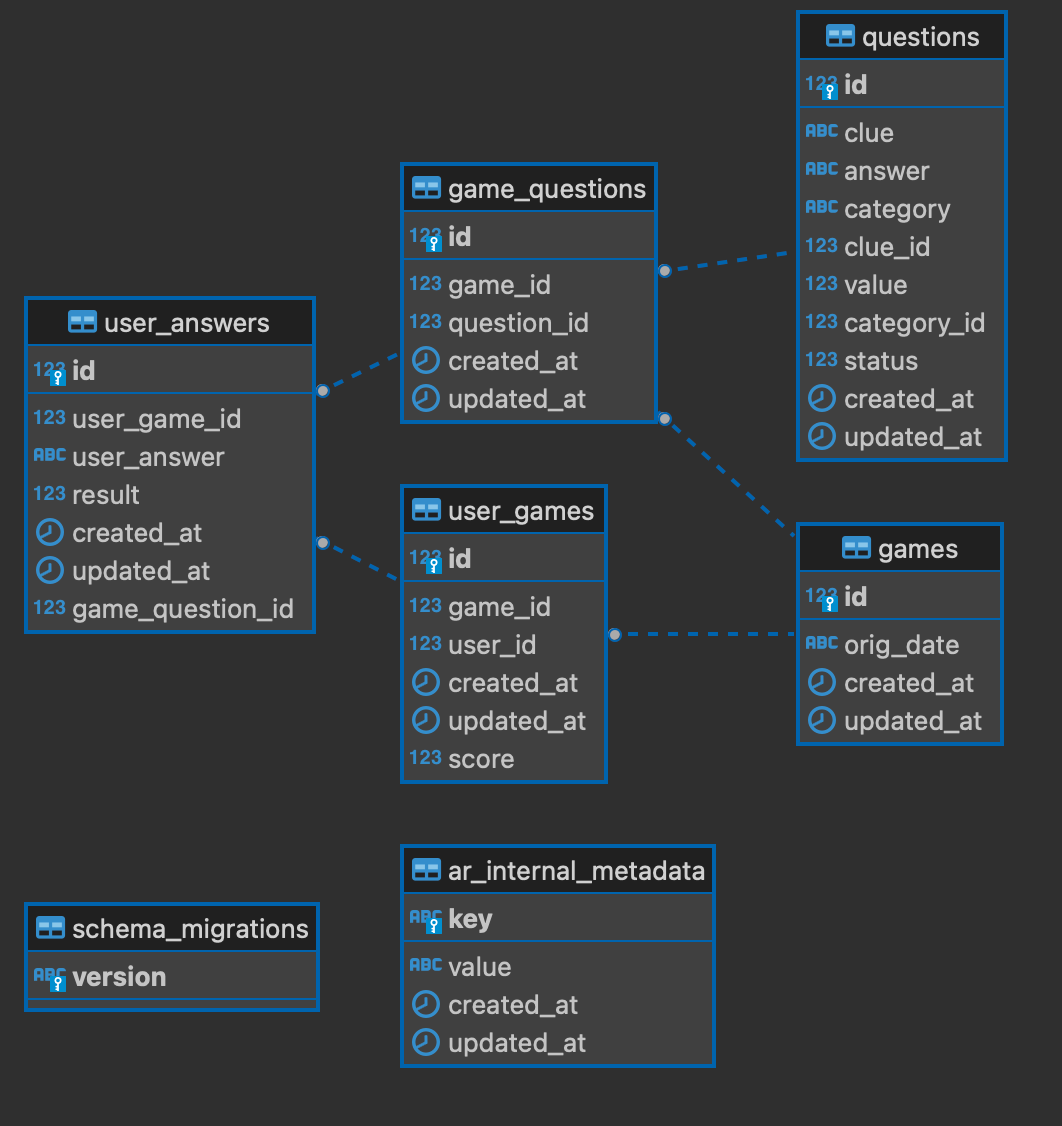 questions
123 id
ABC clue
ABC answer
ABC category
123 clue_id
123 value
123 category_id
123 status
created_at
updated_at
game_questions
123 id
123 game_id
123 question_id
created_at
updated_at
user_answers
123 id
123 user_game_id
ABC user_answer
123 result
created_at
updated_at
123 game_question_id
user_games
123 id
123 game_id
123 user_id
created_at
updated_at
123 score
games
123 id
ABC orig_date
created_at
updated_at
ar_internal_metadata
ABC key
ABC value
created_at
updated_at
schema_migrations
ABC version